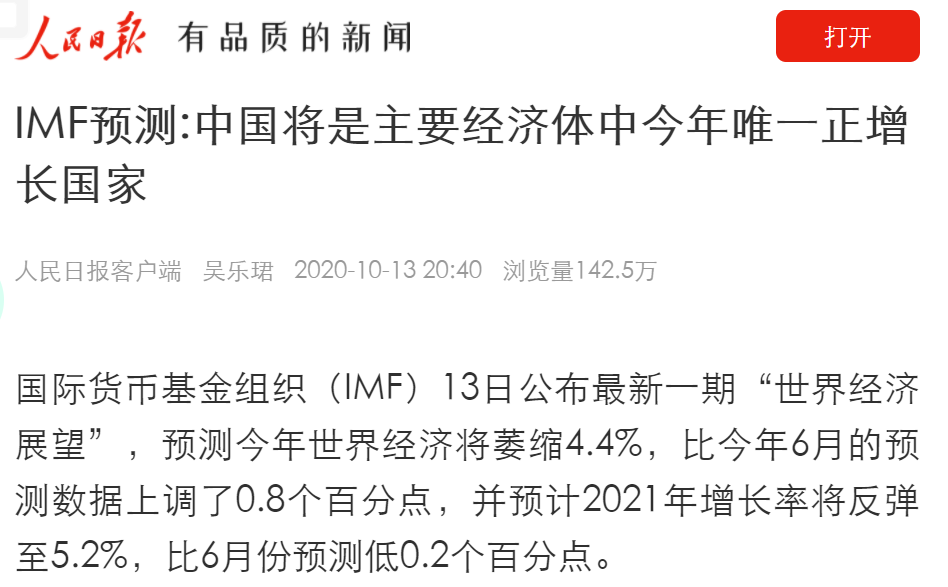 人民日报 有品质的新闻
打开
IMF预测:中国将是主要经济体中今年唯一正增
长国家
人民日报客户端 吴乐珺 2020-10-13 20:40 浏览量142.5万
国际货币基金组织（IMF）13日公布最新一期“世界经济
展望”，预测今年世界经济将萎缩4.4%，比今年6月的预
测数据上调了0.8个百分点，并预计2021年增长率将反弹
至5.2%，比6月份预测低0.2个百分点。